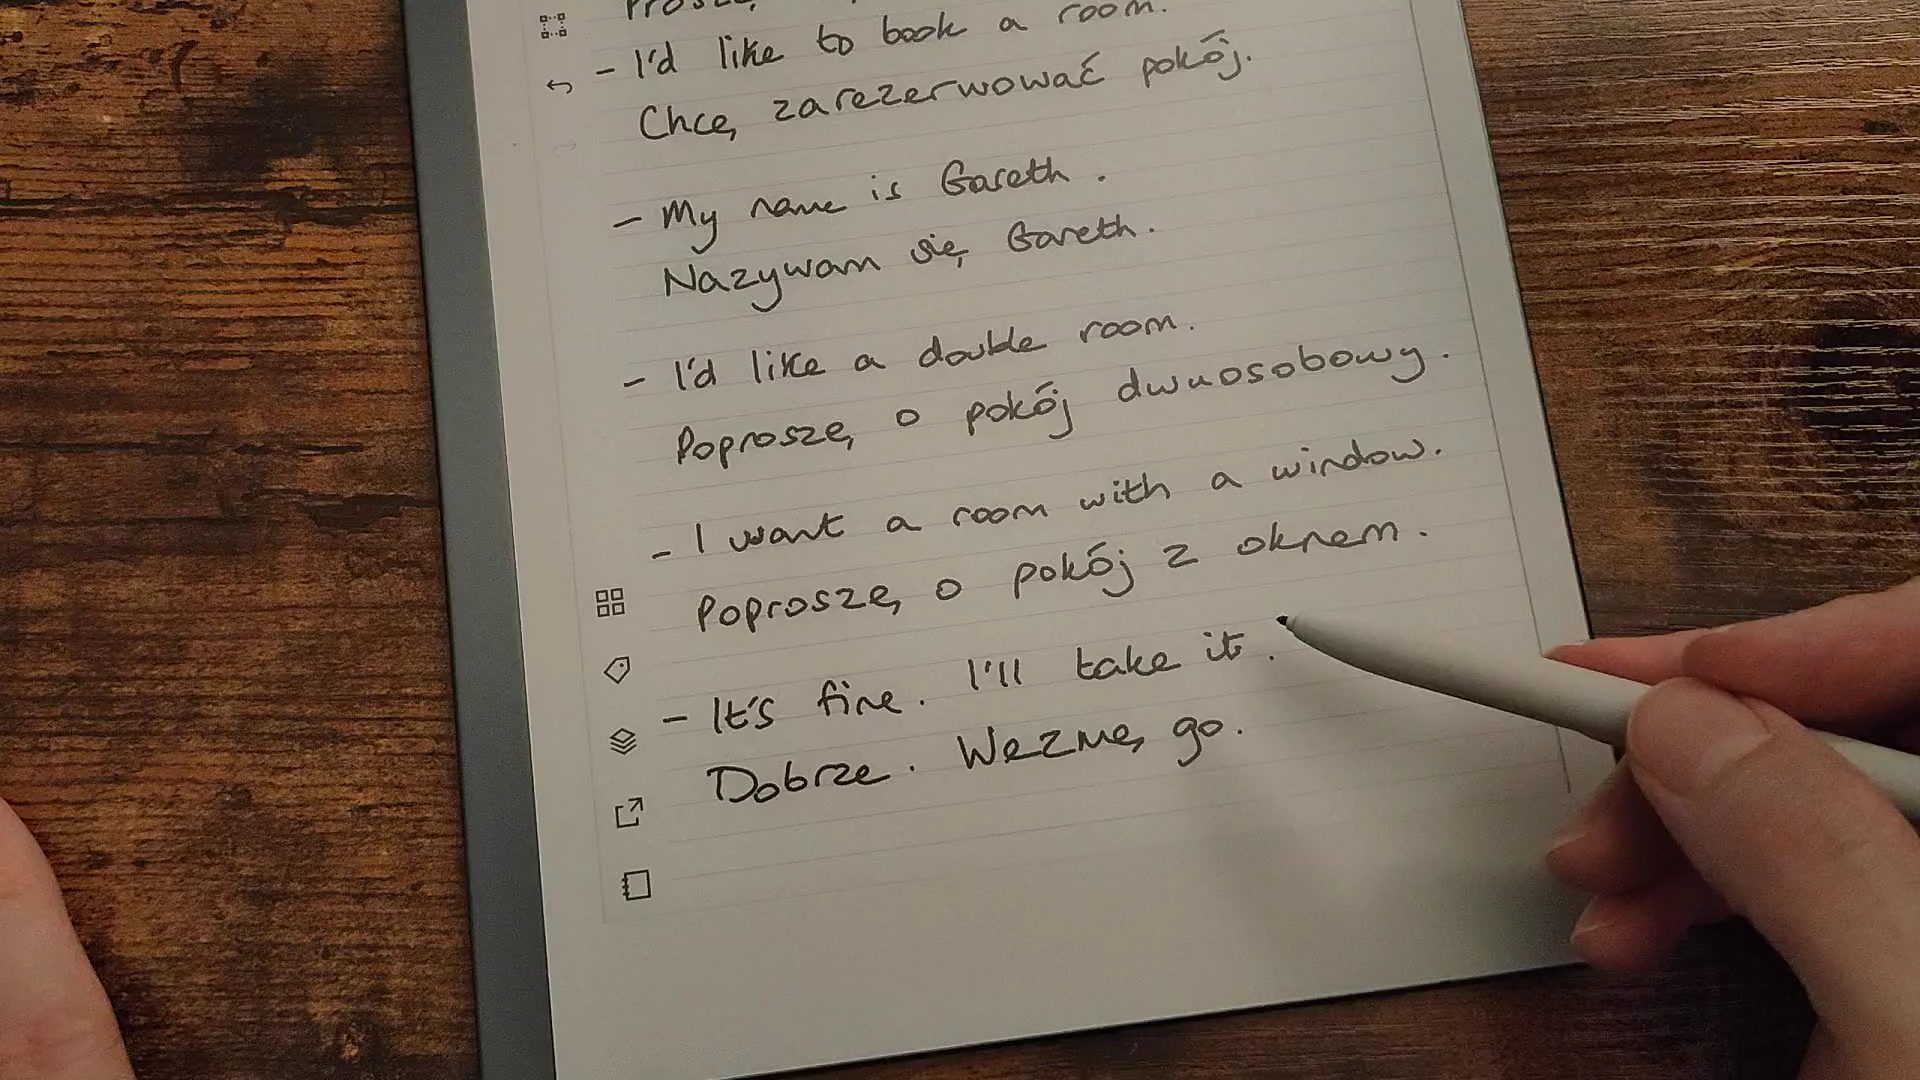 Proszę,
- I'd like to book a room.
Chcę zarezerwować pokój.
- My name is Gareth.
Nazywam się Gareth.
- I'd like a double room.
Poproszę o pokój dwuosobowy.
- I want a room with a window.
Poproszę o pokój z oknem.
- It's fine. I'll take it.
Dobrze. Wezmę go.